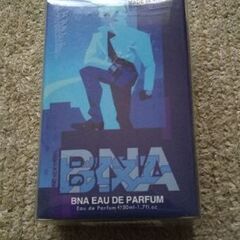 BNA
BNA EAU DE PARFUM
Eau de Parfum ℮50ml-1.7fl.oz